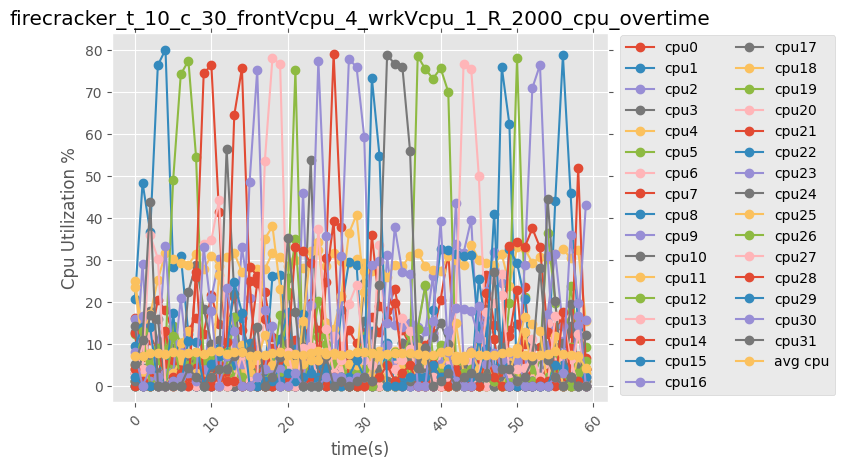 firecracker_t_10_c_30_frontVcpu_4_wrkVcpu_1_R_2000_cpu_overtime
Cpu Utilization %
80
70
60
50
40
30
20
10
0
0
10
20
30
40
50
60
time(s)
cpu0
cpu1
cpu2
cpu3
cpu4
cpu5
cpu6
cpu7
cpu8
cpu9
cpu10
cpu11
cpu12
cpu13
cpu14
cpu15
cpu16
cpu17
cpu18
cpu19
cpu20
cpu21
cpu22
cpu23
cpu24
cpu25
cpu26
cpu27
cpu28
cpu29
cpu30
cpu31
avg cpu